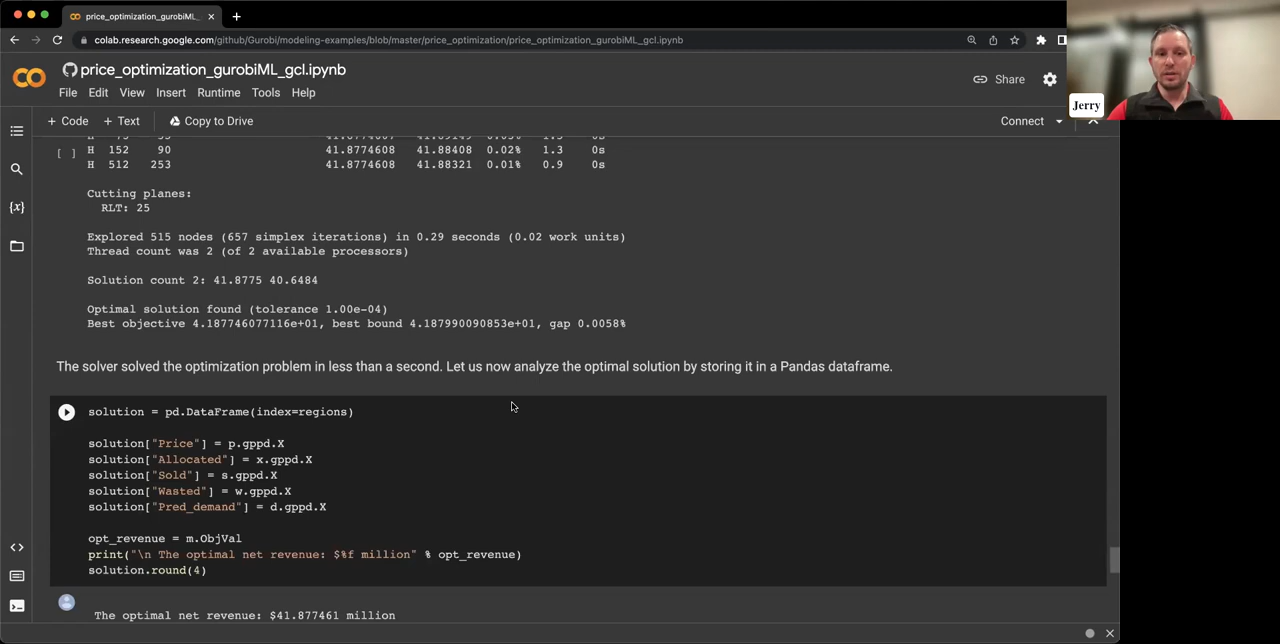 price_optimization_gurobiML_
colab.research.google.com/github/Gurobi/modeling-examples/blob/master/price_optimization/price_optimization_gurobiML_gcl.ipynb
price_optimization_gurobiML_gcl.ipynb
Share
Jerry
File Edit View Insert Runtime Tools Help
+ Code + Text Copy to Drive
Connect
[ ] H 152 90 41.8774608 41.88408 0.02% 1.3 0s
H 512 253 41.8774608 41.88321 0.01% 0.9 0s
Cutting planes:
RLT: 25
Explored 515 nodes (657 simplex iterations) in 0.29 seconds (0.02 work units)
Thread count was 2 (of 2 available processors)
Solution count 2: 41.8775 40.6484
Optimal solution found (tolerance 1.00e-04)
Best objective 4.187746077116e+01, best bound 4.187990090853e+01, gap 0.0058%
The solver solved the optimization problem in less than a second. Let us now analyze the optimal solution by storing it in a Pandas dataframe.
solution = pd.DataFrame(index=regions)
solution["Price"] = p.gppd.X
solution["Allocated"] = x.gppd.X
solution["Sold"] = s.gppd.X
solution["Wasted"] = w.gppd.X
solution["Pred_demand"] = d.gppd.X
opt_revenue = m.ObjVal
print("\n The optimal net revenue: $%f million" % opt_revenue)
solution.round(4)
The optimal net revenue: $41.877461 million